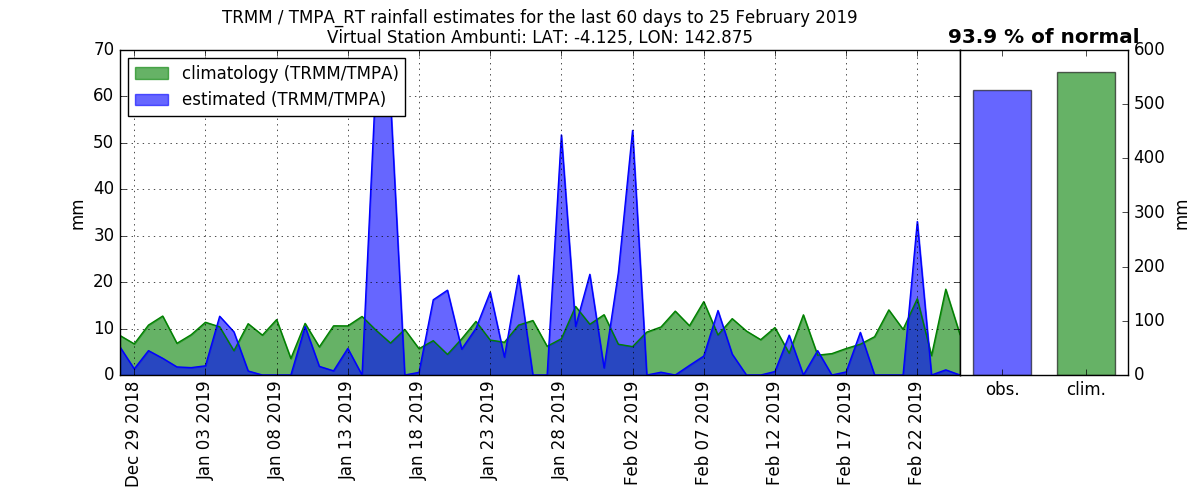 TRMM / TMPA_RT rainfall estimates for the last 60 days to 25 February 2019
Virtual Station Ambunti: LAT: -4.125, LON: 142.875
93.9 % of normal
climatology (TRMM/TMPA)
estimated (TRMM/TMPA)
70
60
50
40
30
20
10
0
mm
Dec 29 2018
Jan 03 2019
Jan 08 2019
Jan 13 2019
Jan 18 2019
Jan 23 2019
Jan 28 2019
Feb 02 2019
Feb 07 2019
Feb 12 2019
Feb 17 2019
Feb 22 2019
obs.
clim.
600
500
400
300
200
100
0
mm